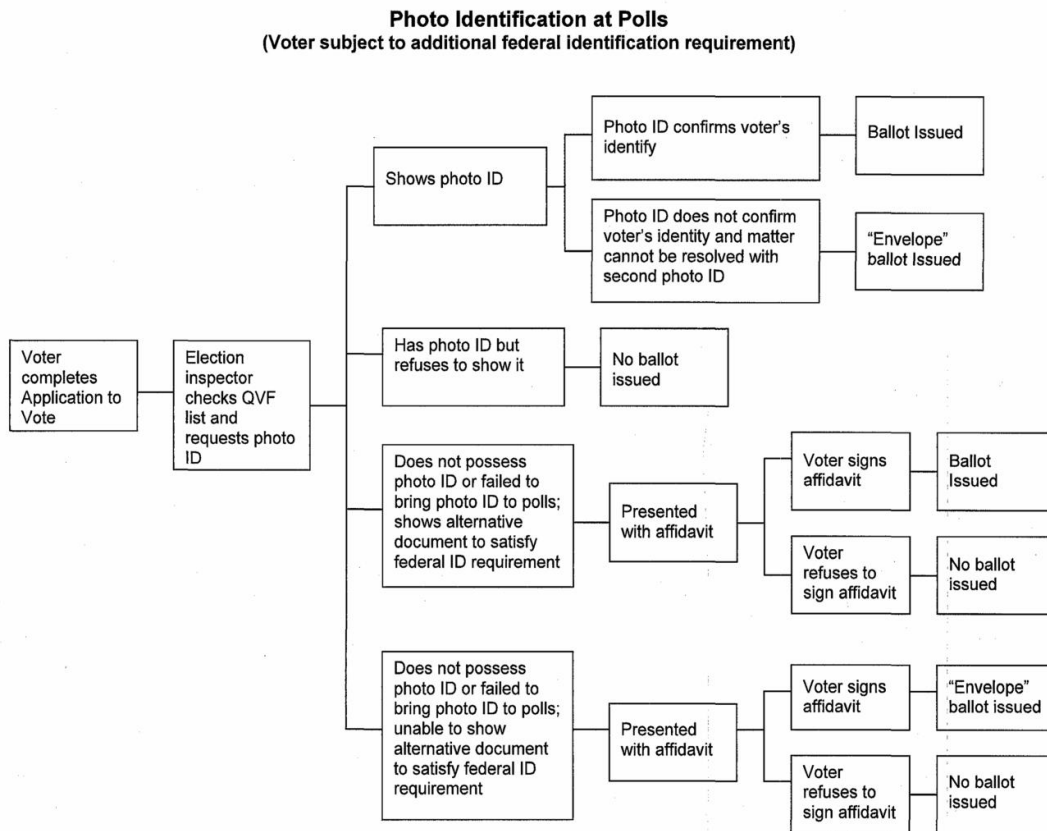 Photo Identification at Polls
(Voter subject to additional federal identification requirement)
Photo ID confirms voter's
identify
Ballot Issued
Shows photo ID
Photo ID does not confirm
voter's identity and matter
cannot be resolved with
second photo ID
“Envelope”
ballot Issued
Voter
completes
Application to
Vote
Election
inspector
checks QVF
list and
requests photo
ID
Has photo ID but
refuses to show it
No ballot
issued
Does not possess
photo ID or failed to
bring photo ID to polls;
shows alternative
document to satisfy
federal ID requirement
Presented
with affidavit
Voter signs
affidavit
Ballot
Issued
Voter
refuses to
sign affidavit
No ballot
issued
Does not possess
photo ID or failed to
bring photo ID to polls;
unable to show
alternative document
to satisfy federal ID
requirement
Presented
with affidavit
Voter signs
affidavit
“Envelope”
ballot issued
Voter
refuses to
sign affidavit
No ballot
issued